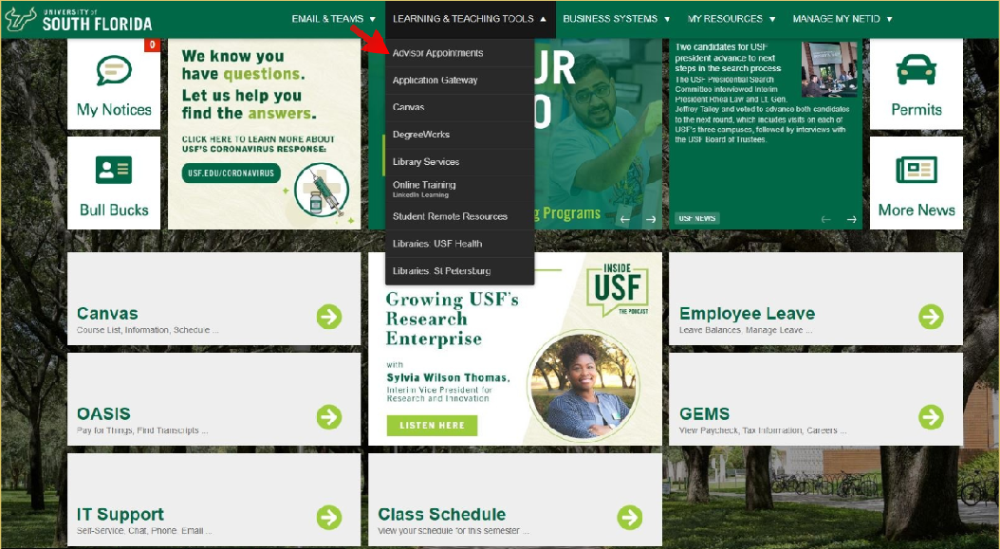 UNIVERSITY OF
SOUTH FLORIDA
EMAIL & TEAMS ▼
LEARNING & TEACHING TOOLS ▲
BUSINESS SYSTEMS ▼
MY RESOURCES ▼
MANAGE MY NETID ▼
0
My Notices
Bull Bucks
We know you
have questions.
Let us help you
find the answers.
CLICK HERE TO LEARN MORE ABOUT
USF'S CORONAVIRUS RESPONSE:
USF.EDU/CORONAVIRUS
Advisor Appointments
Application Gateway
Canvas
DegreeWorks
Library Services
Online Training
LinkedIn Learning
Student Remote Resources
Libraries: USF Health
Libraries: St Petersburg
UR
O
g Programs
Two candidates for USF
president advance to next
steps in the search process
The USF Presidential Search
Committee interviewed Interim
President Rhea Law and Lt. Gen.
Jeffrey Talley and voted to advance both candidates
to the next round, which includes visits on each of
USF's three campuses, followed by interviews with
the USF Board of Trustees.
USF NEWS
Permits
More News
Canvas
Course List, Information, Schedule ...
OASIS
Pay for Things, Find Transcripts ...
IT Support
Self-Service, Chat, Phone, Email ...
INSIDE
USF
THE PODCAST
Growing USF's
Research
Enterprise
with
Sylvia Wilson Thomas,
Interim Vice President for
Research and Innovation
LISTEN HERE
Class Schedule
View your schedule for this semester ...
Employee Leave
Leave Balances, Manage Leave ...
GEMS
View Paycheck, Tax Information, Careers ...